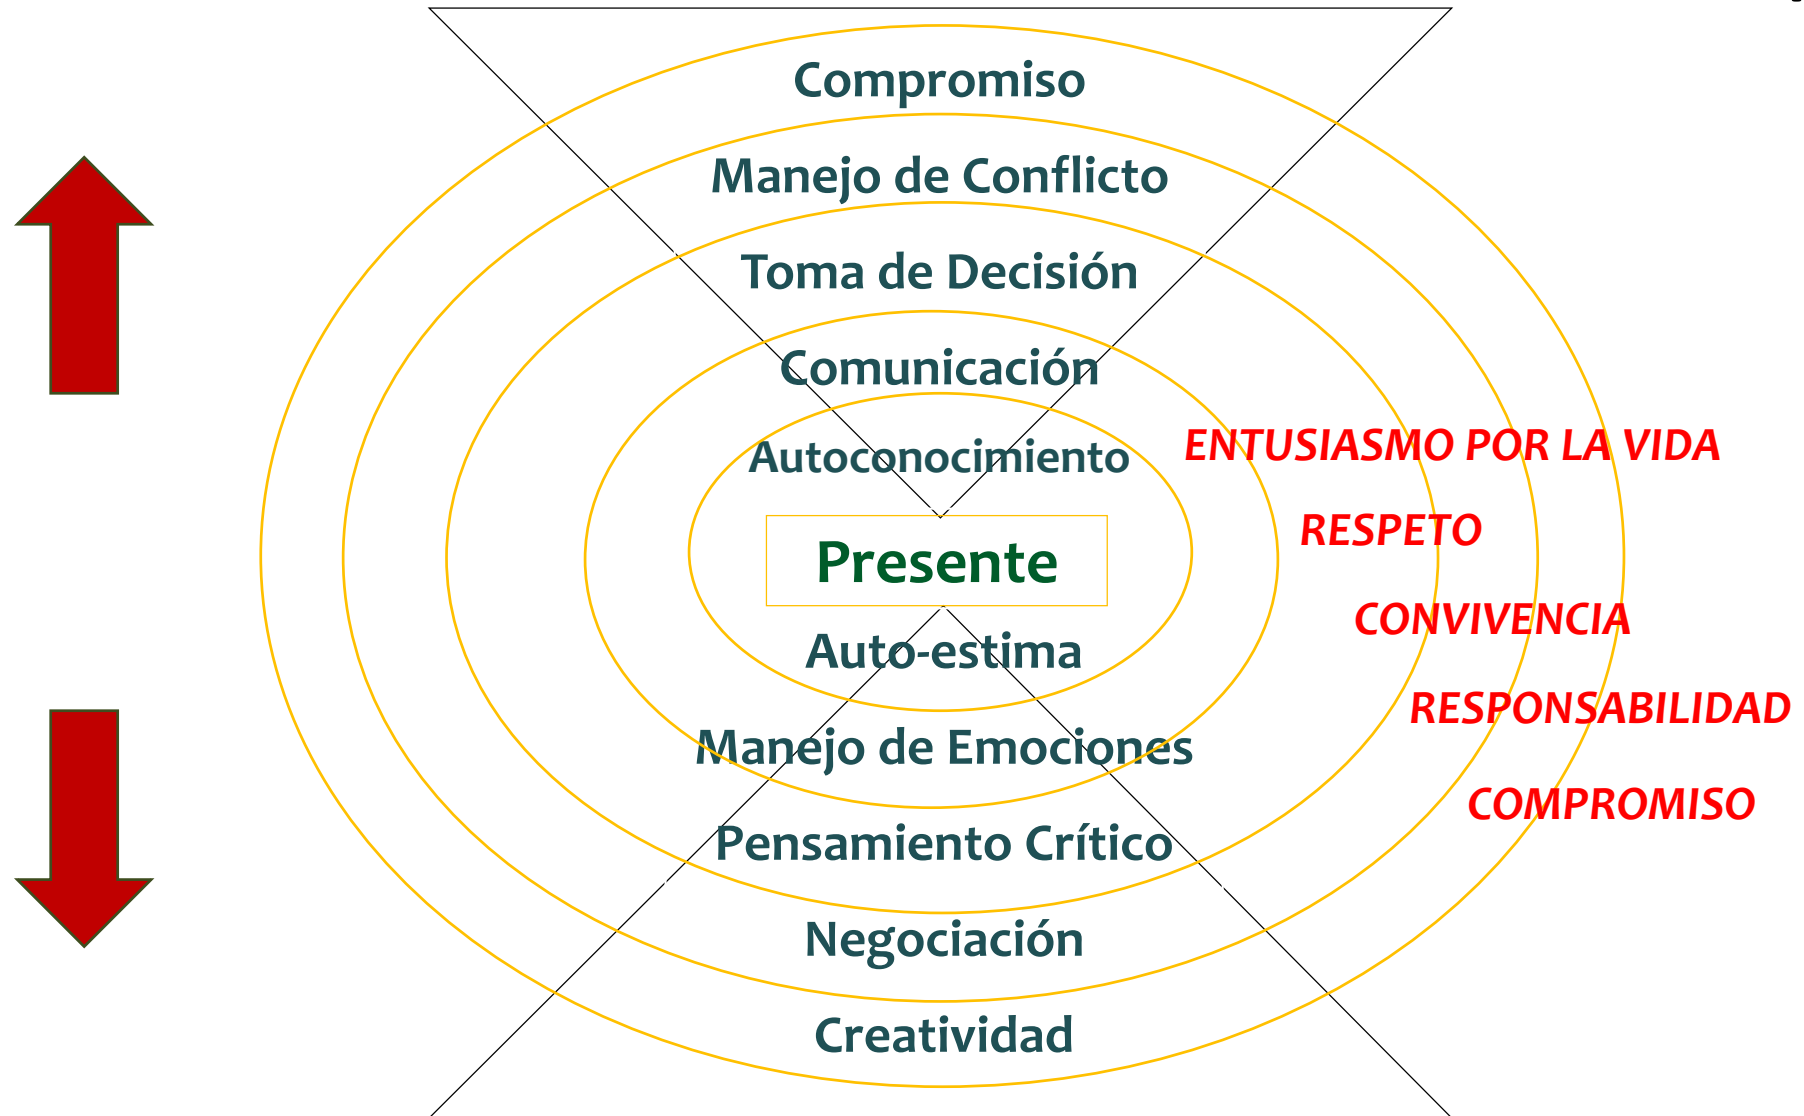 Compromiso
Manejo de Conflicto
Toma de Decisión
Comunicación
Autoconocimiento
Presente
Auto-estima
Manejo de Emociones
Pensamiento Crítico
Negociación
Creatividad
ENTUSIASMO POR LA VIDA
RESPETO
CONVIVENCIA
RESPONSABILIDAD
COMPROMISO